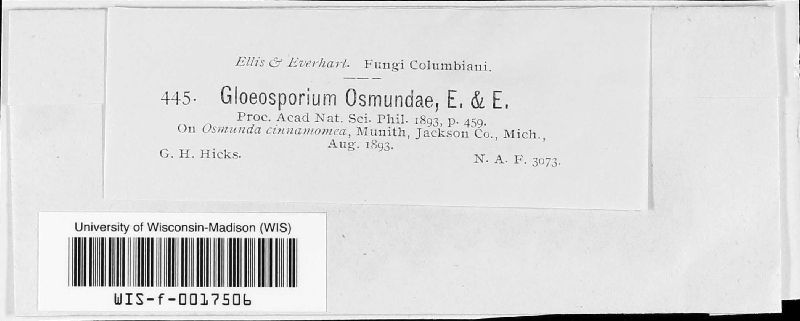 Ellis & Everhart. Fungi Columbiani.
445. Gloeosporium Osmundae, E. & E.
Proc. Acad Nat. Sci. Phil. 1893, p. 459.
On Osmunda cinnamomea, Munith, Jackson Co., Mich.,
Aug. 1893.
G. H. Hicks. N. A. F. 3073.
University of Wisconsin-Madison (WIS)
WIS-f-0017506